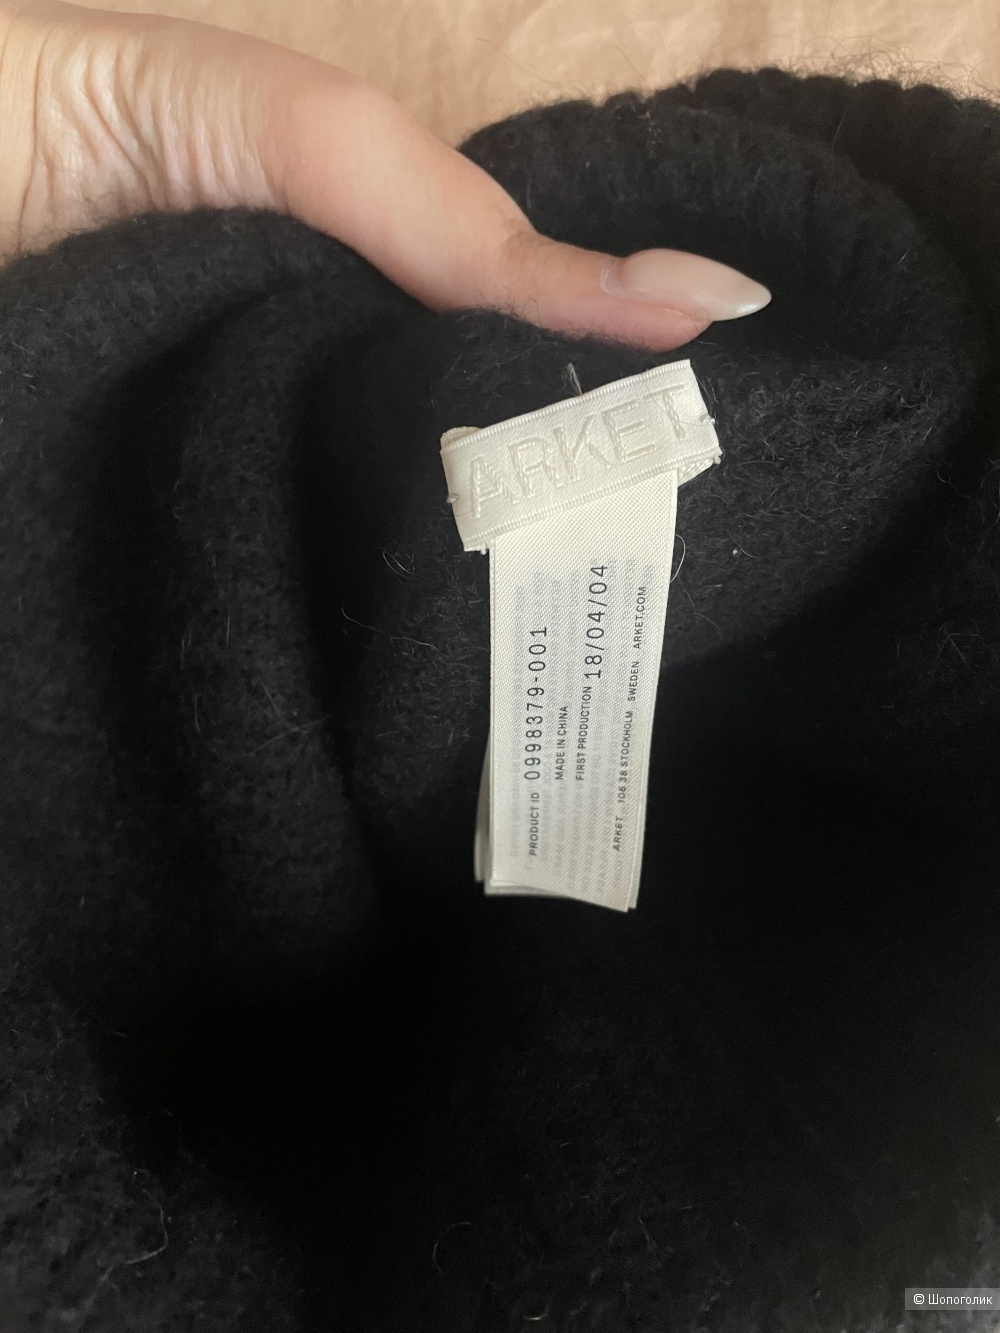 ARKET
PRODUCT ID 0998379-001
MADE IN CHINA
FIRST PRODUCTION 18/04/04
ARKET 106 38 STOCKHOLM SWEDEN ARKET.COM
© Шопоголик